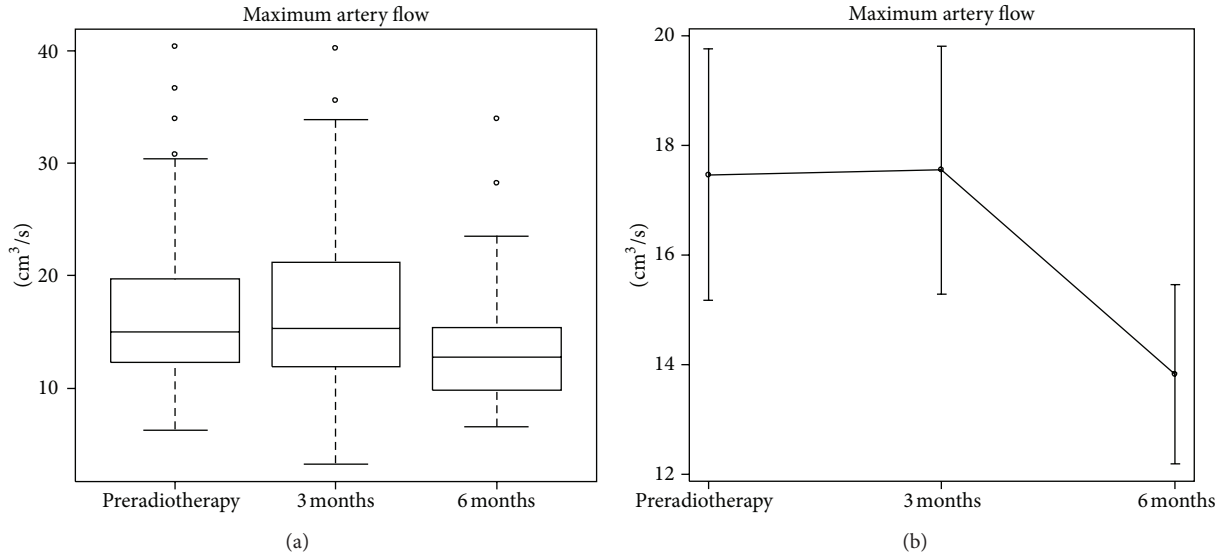 Maximum artery flow
40
30
20
10
(cm³/s)
Preradiotherapy
3 months
6 months
(a)
Maximum artery flow
20
18
16
14
12
(cm³/s)
Preradiotherapy
3 months
6 months
(b)